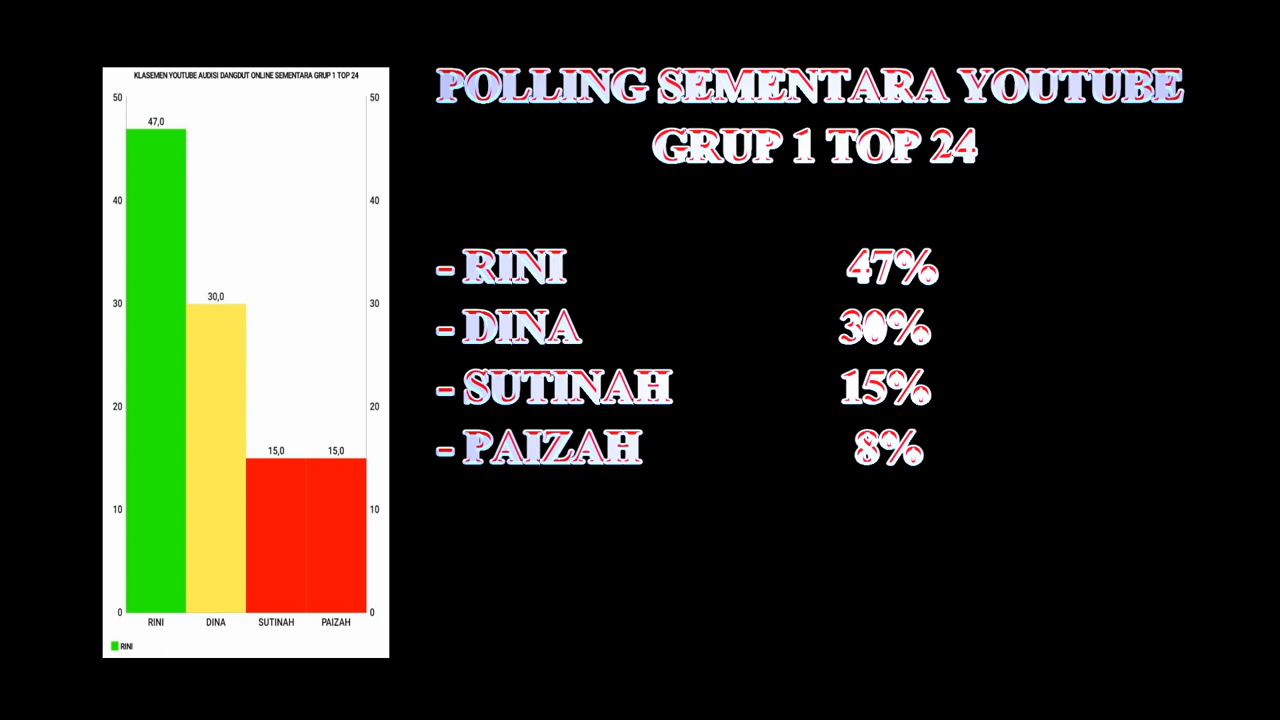 KLASEMEN YOUTUBE AUDISI DANGDUT ONLINE SEMENTARA GRUP 1 TOP 24
50 50
47,0
40 40
30,0
30 30
20 20
15,0 15,0
10 10
0 0
RINI DINA SUTINAH PAIZAH
RINI
POLLING SEMENTARA YOUTUBE
GRUP 1 TOP 24
- RINI 47%
- DINA 30%
- SUTINAH 15%
- PAIZAH 8%